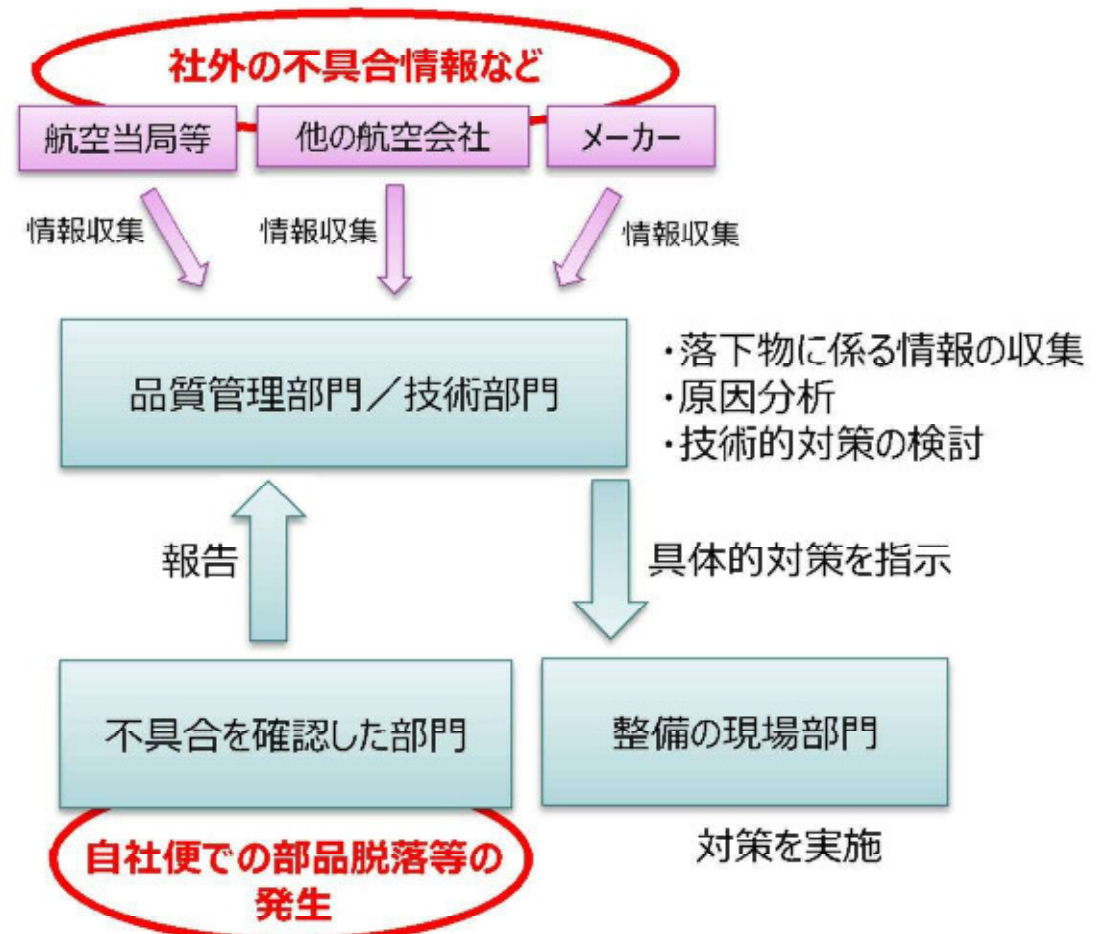 社外の不具合情報など
航空当局等
他の航空会社
メーカー
情報収集
情報収集
情報収集
品質管理部門／技術部門
・落下物に係る情報の収集
・原因分析
・技術的対策の検討
報告
具体的対策を指示
不具合を確認した部門
整備の現場部門
自社便での部品脱落等の
発生
対策を実施